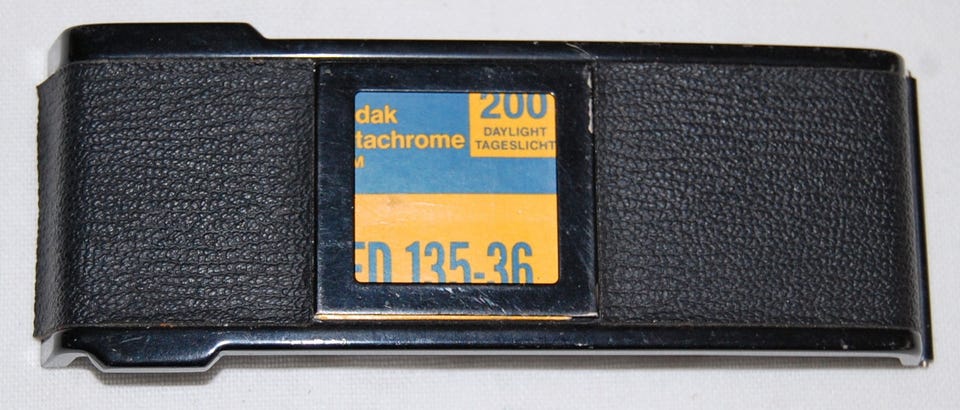 dak
200
tachrome
DAYLIGHT
TAGESLICHT
M
ED 135-36